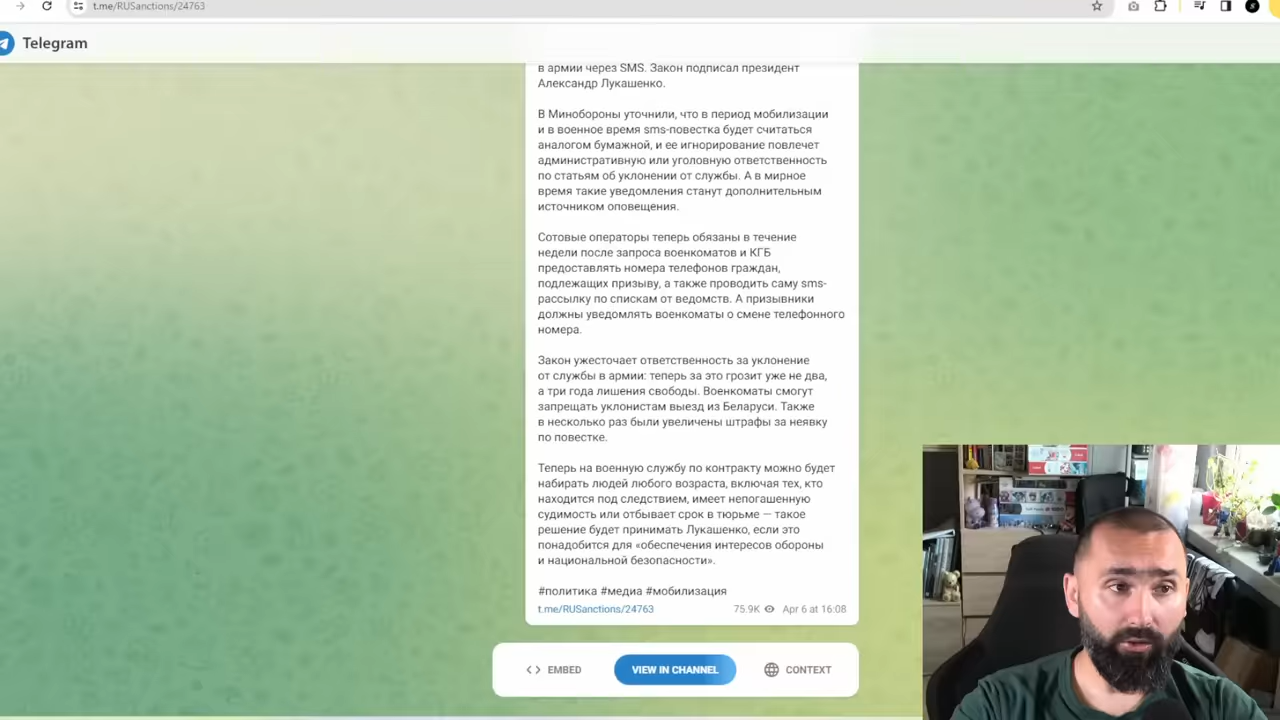 t.me/RUSanctions/24763
Telegram
в армии через SMS. Закон подписал президент
Александр Лукашенко.
В Минобороны уточнили, что в период мобилизации
и в военное время sms-повестка будет считаться
аналогом бумажной, и ее игнорирование повлечет
административную или уголовную ответственность
по статьям об уклонении от службы. А в мирное
время такие уведомления станут дополнительным
источником оповещения.
Сотовые операторы теперь обязаны в течение
недели после запроса военкоматов и КГБ
предоставлять номера телефонов граждан,
подлежащих призыву, а также проводить саму sms-
рассылку по спискам от ведомств. А призывники
должны уведомлять военкоматы о смене телефонного
номера.
Закон ужесточает ответственность за уклонение
от службы в армии: теперь за это грозит уже не два,
а три года лишения свободы. Военкоматы смогут
запрещать уклонистам выезд из Беларуси. Также
в несколько раз были увеличены штрафы за неявку
по повестке.
Теперь на военную службу по контракту можно будет
набирать людей любого возраста, включая тех, кто
находится под следствием, имеет непогашенную
судимость или отбывает срок в тюрьме — такое
решение будет принимать Лукашенко, если это
понадобится для «обеспечения интересов обороны
и национальной безопасности».
#политика #медиа #мобилизация
t.me/RUSanctions/24763 75.9K Apr 6 at 16:08
EMBED VIEW IN CHANNEL CONTEXT